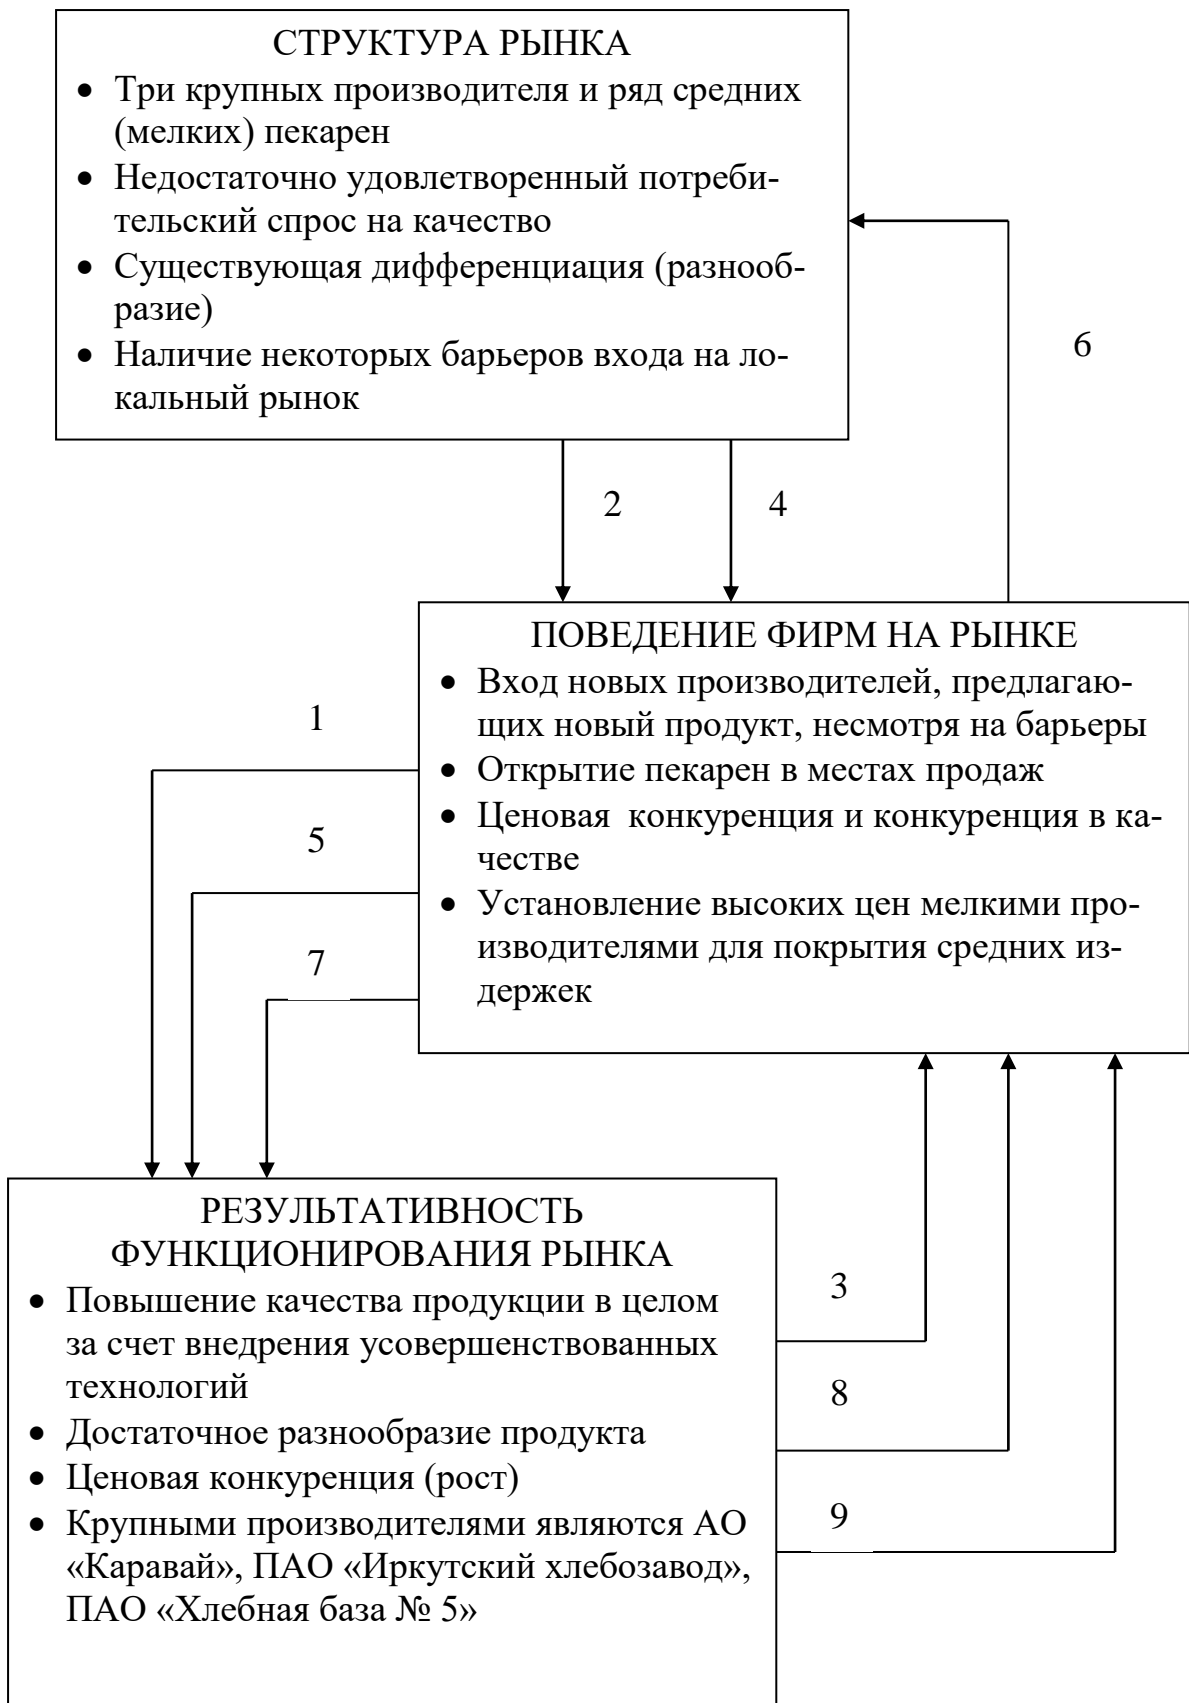 СТРУКТУРА РЫНКА
• Три крупных производителя и ряд средних
(мелких) пекарен
• Недостаточно удовлетворенный потреби-
тельский спрос на качество
• Существующая дифференциация (разнооб-
разие)
• Наличие некоторых барьеров входа на ло-
кальный рынок
6
2
4
ПОВЕДЕНИЕ ФИРМ НА РЫНКЕ
• Вход новых производителей, предлагаю-
щих новый продукт, несмотря на барьеры
• Открытие пекарен в местах продаж
• Ценовая конкуренция и конкуренция в ка-
честве
• Установление высоких цен мелкими про-
изводителями для покрытия средних из-
держек
1
5
7
РЕЗУЛЬТАТИВНОСТЬ
ФУНКЦИОНИРОВАНИЯ РЫНКА
• Повышение качества продукции в целом
за счет внедрения усовершенствованных
технологий
• Достаточное разнообразие продукта
• Ценовая конкуренция (рост)
• Крупными производителями являются АО
«Каравай», ПАО «Иркутский хлебозавод»,
ПАО «Хлебная база № 5»
3
8
9